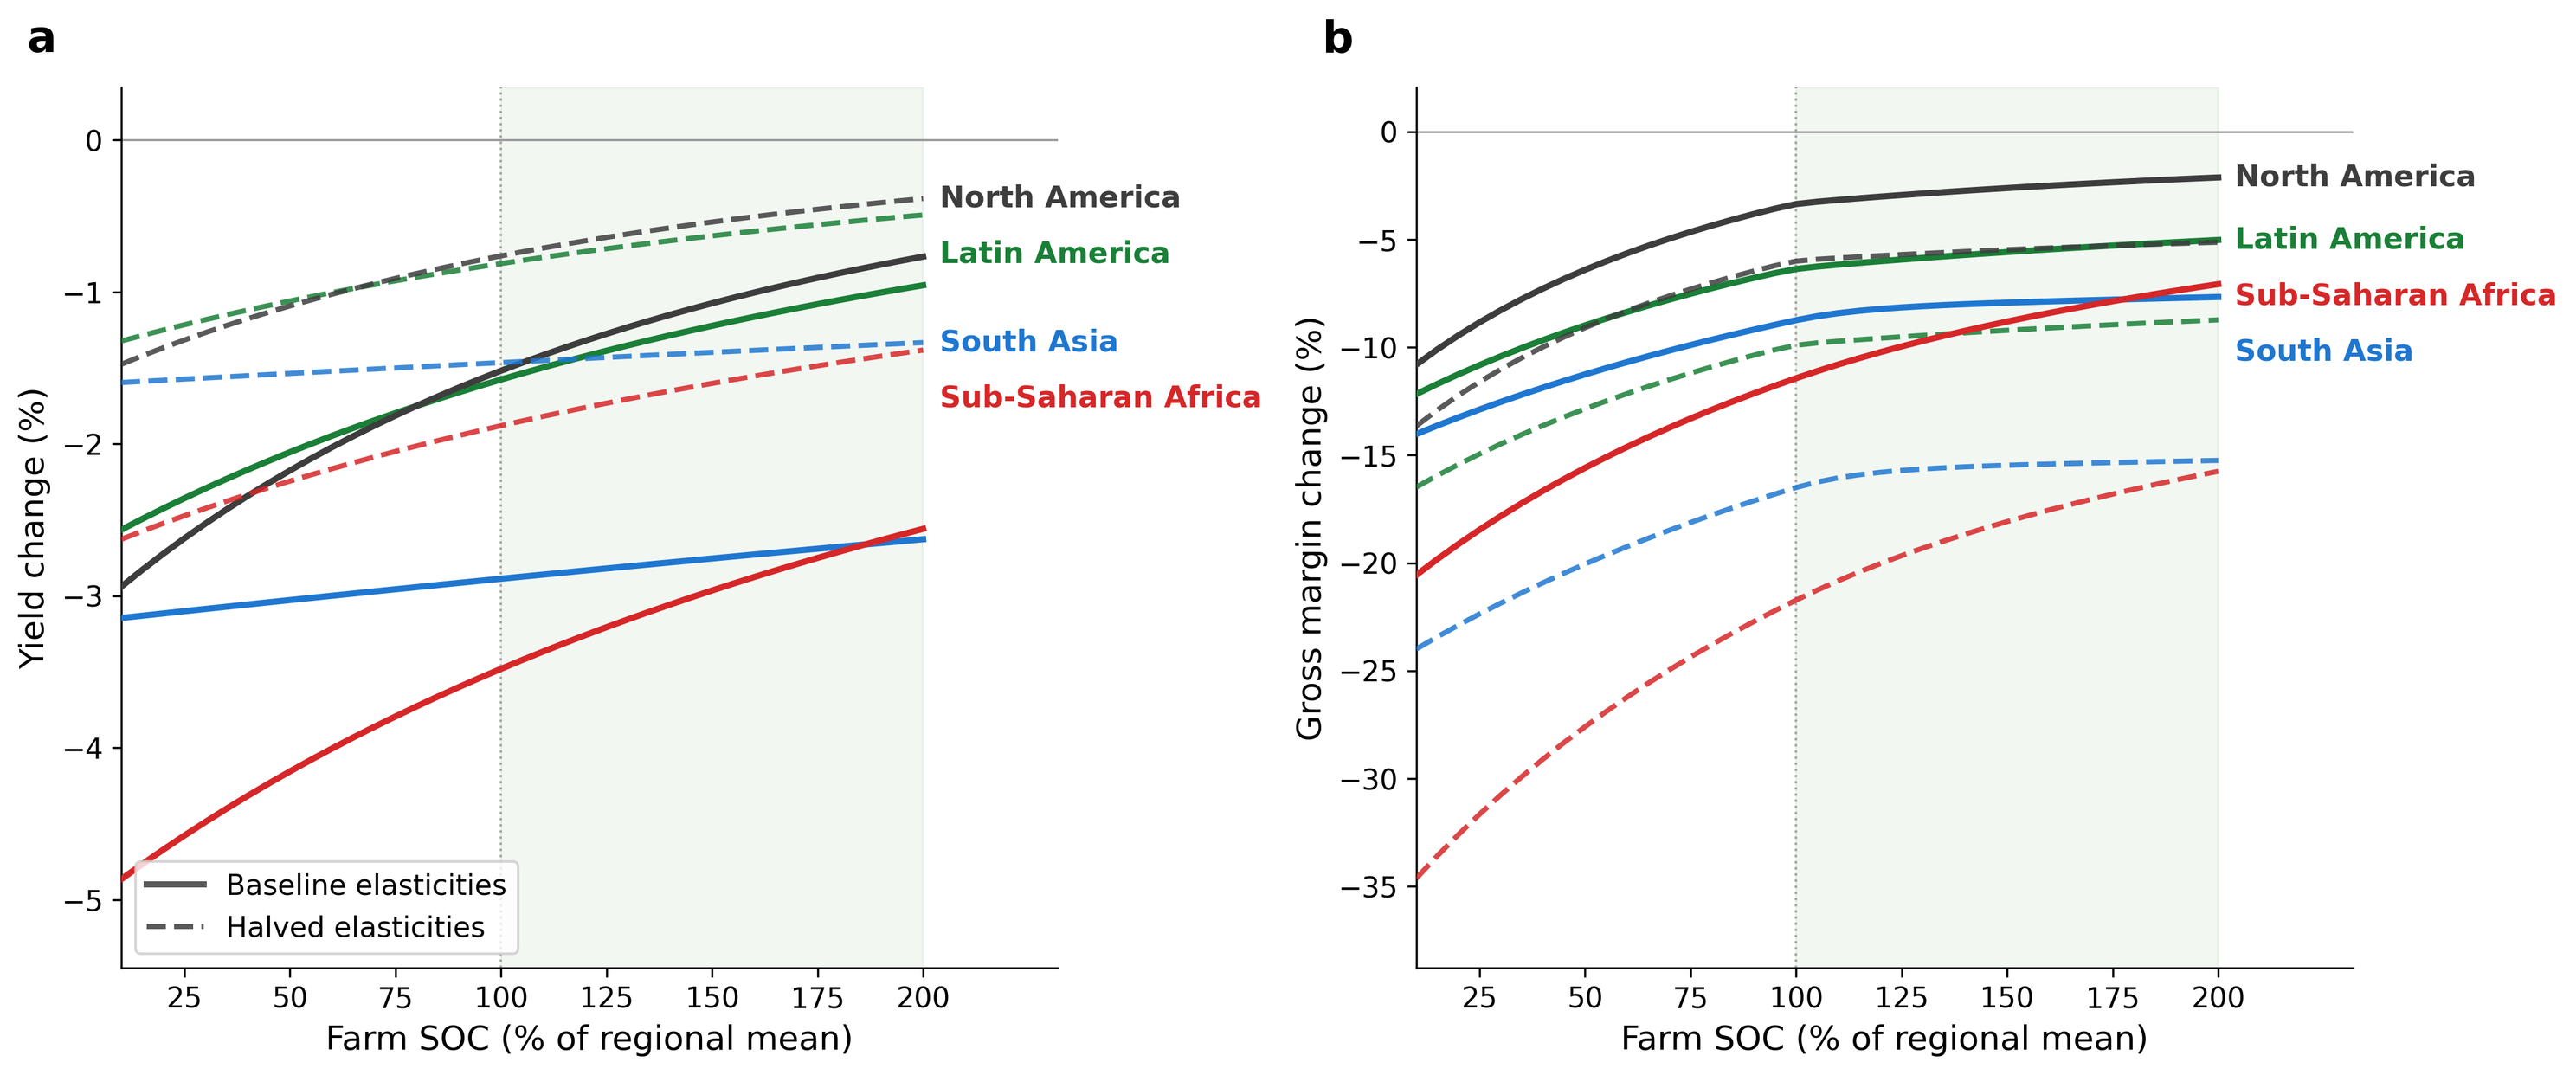 a
Yield change (%)
0
−1
−2
−3
−4
−5
North America
Latin America
South Asia
Sub-Saharan Africa
Baseline elasticities
Halved elasticities
25 50 75 100 125 150 175 200
Farm SOC (% of regional mean)
b
Gross margin change (%)
0
−5
−10
−15
−20
−25
−30
−35
North America
Latin America
Sub-Saharan Africa
South Asia
25 50 75 100 125 150 175 200
Farm SOC (% of regional mean)